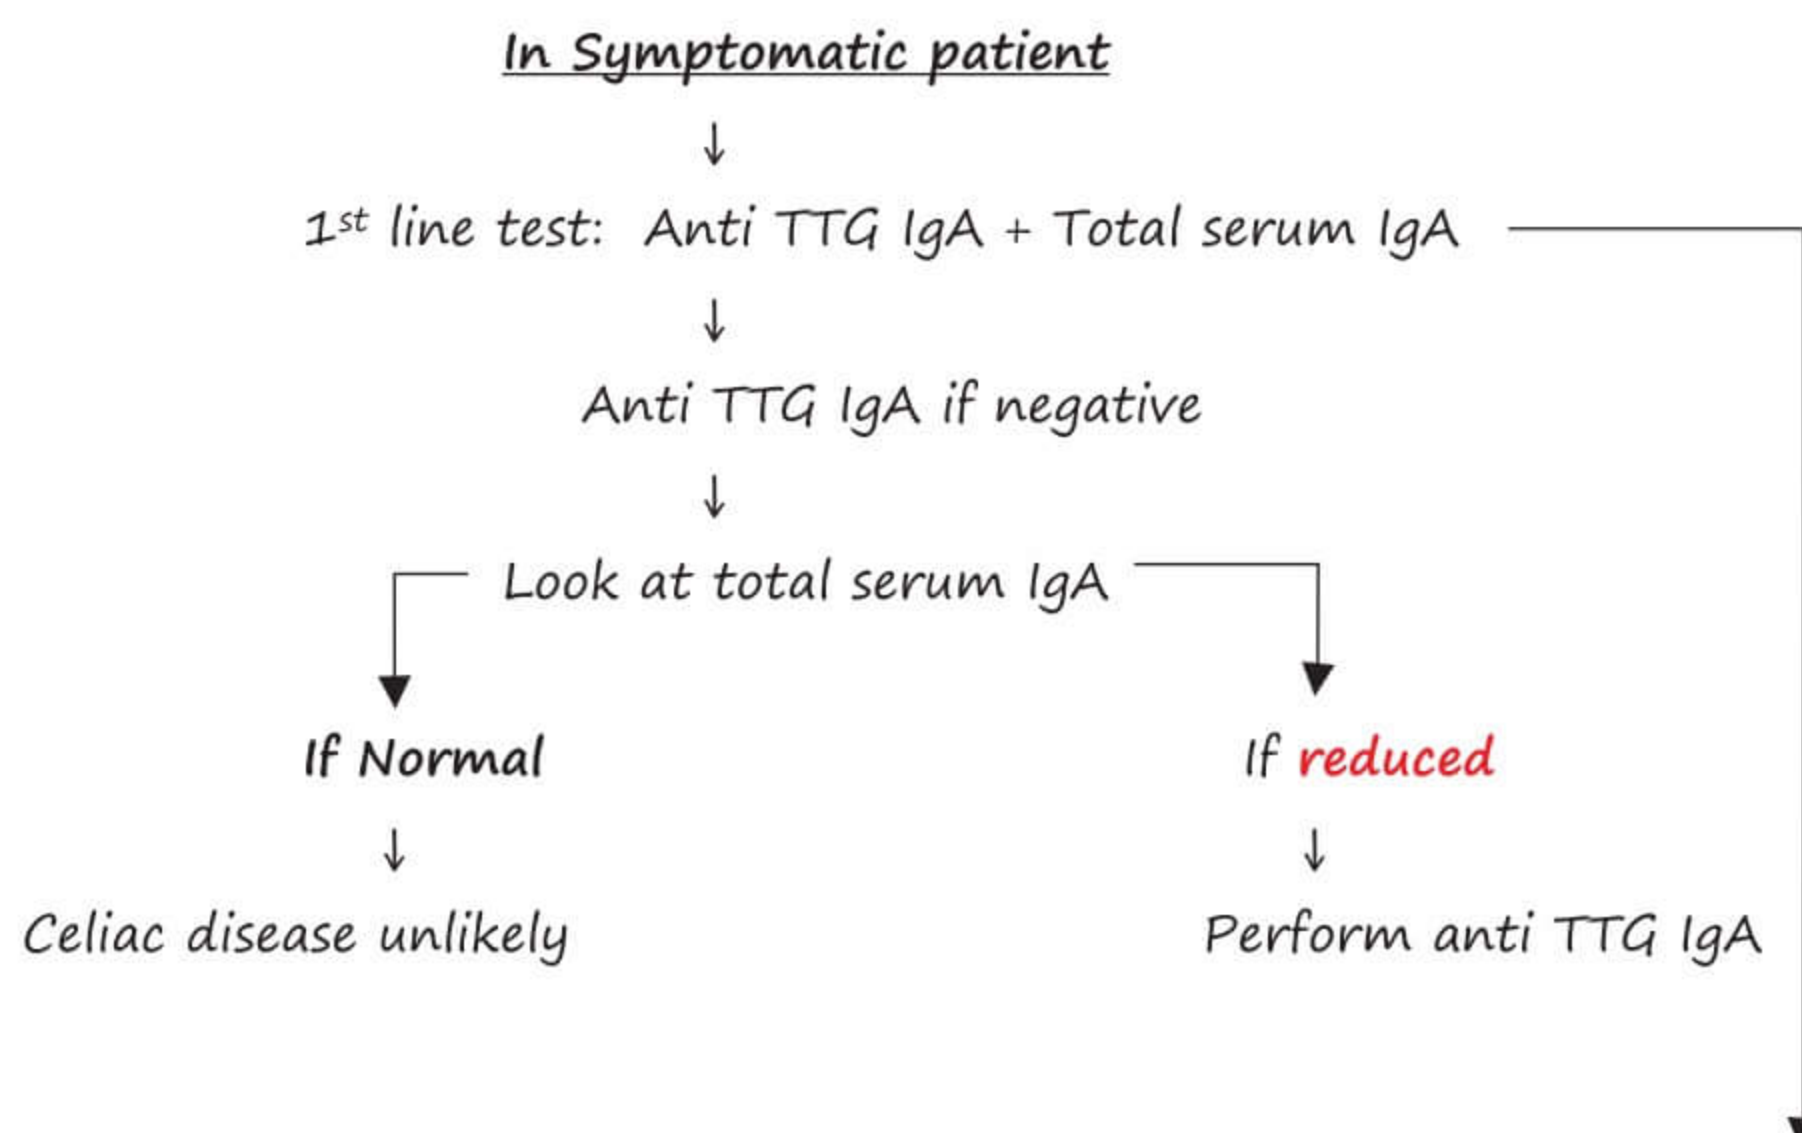 In Symptomatic patient
1st line test: Anti TTG IgA + Total serum IgA
Anti TTG IgA if negative
Look at total serum IgA
If Normal
If reduced
Celiac disease unlikely
Perform anti TTG IgA